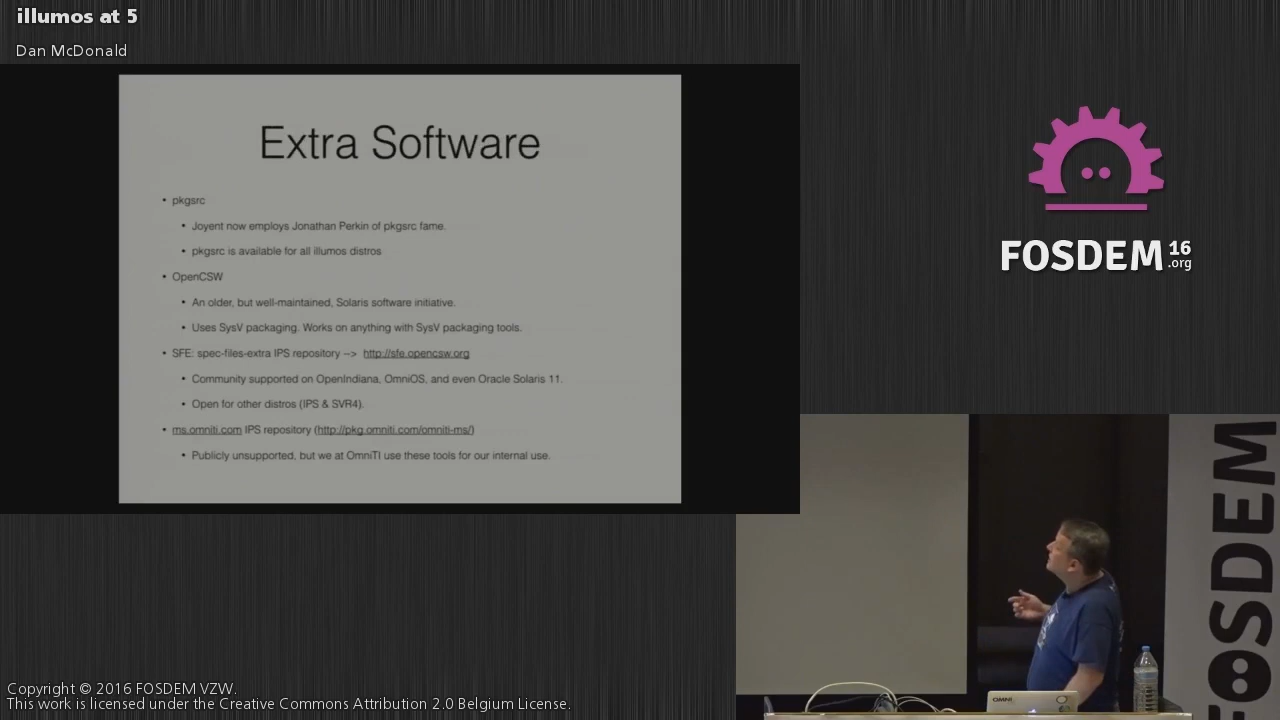 illumos at 5
Dan McDonald
Extra Software
• pkgsrc
• Joyent now employs Jonathan Perkin of pkgsrc fame.
• pkgsrc is available for all illumos distros
• OpenCSW
• An older, but well-maintained, Solaris software initiative.
• Uses SysV packaging. Works on anything with SysV packaging tools.
• SFE: spec-files-extra IPS repository --> http://sfe.opencsw.org
• Community supported on OpenIndiana, OmniOS, and even Oracle Solaris 11.
• Open for other distros (IPS & SVR4).
• ms.omniti.com IPS repository (http://pkg.omniti.com/omniti-ms/)
• Publicly unsupported, but we at OmniTI use these tools for our internal use.
FOSDEM 16
.org
FOSDEM
OMNI
Copyright © 2016 FOSDEM VZW.
This work is licensed under the Creative Commons Attribution 2.0 Belgium License